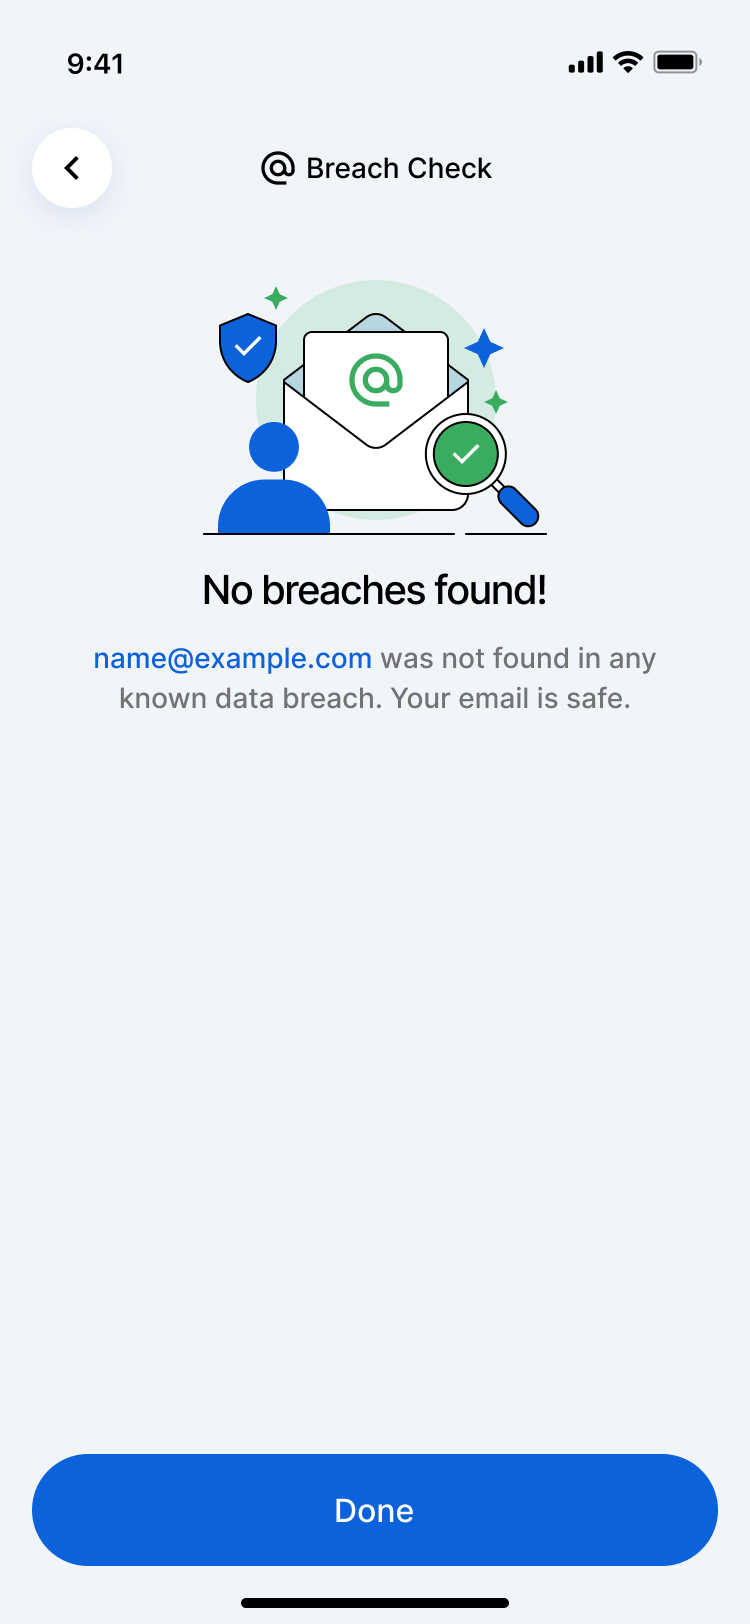 9:41
Breach Check
No breaches found!
name@example.com was not found in any
known data breach. Your email is safe.
Done